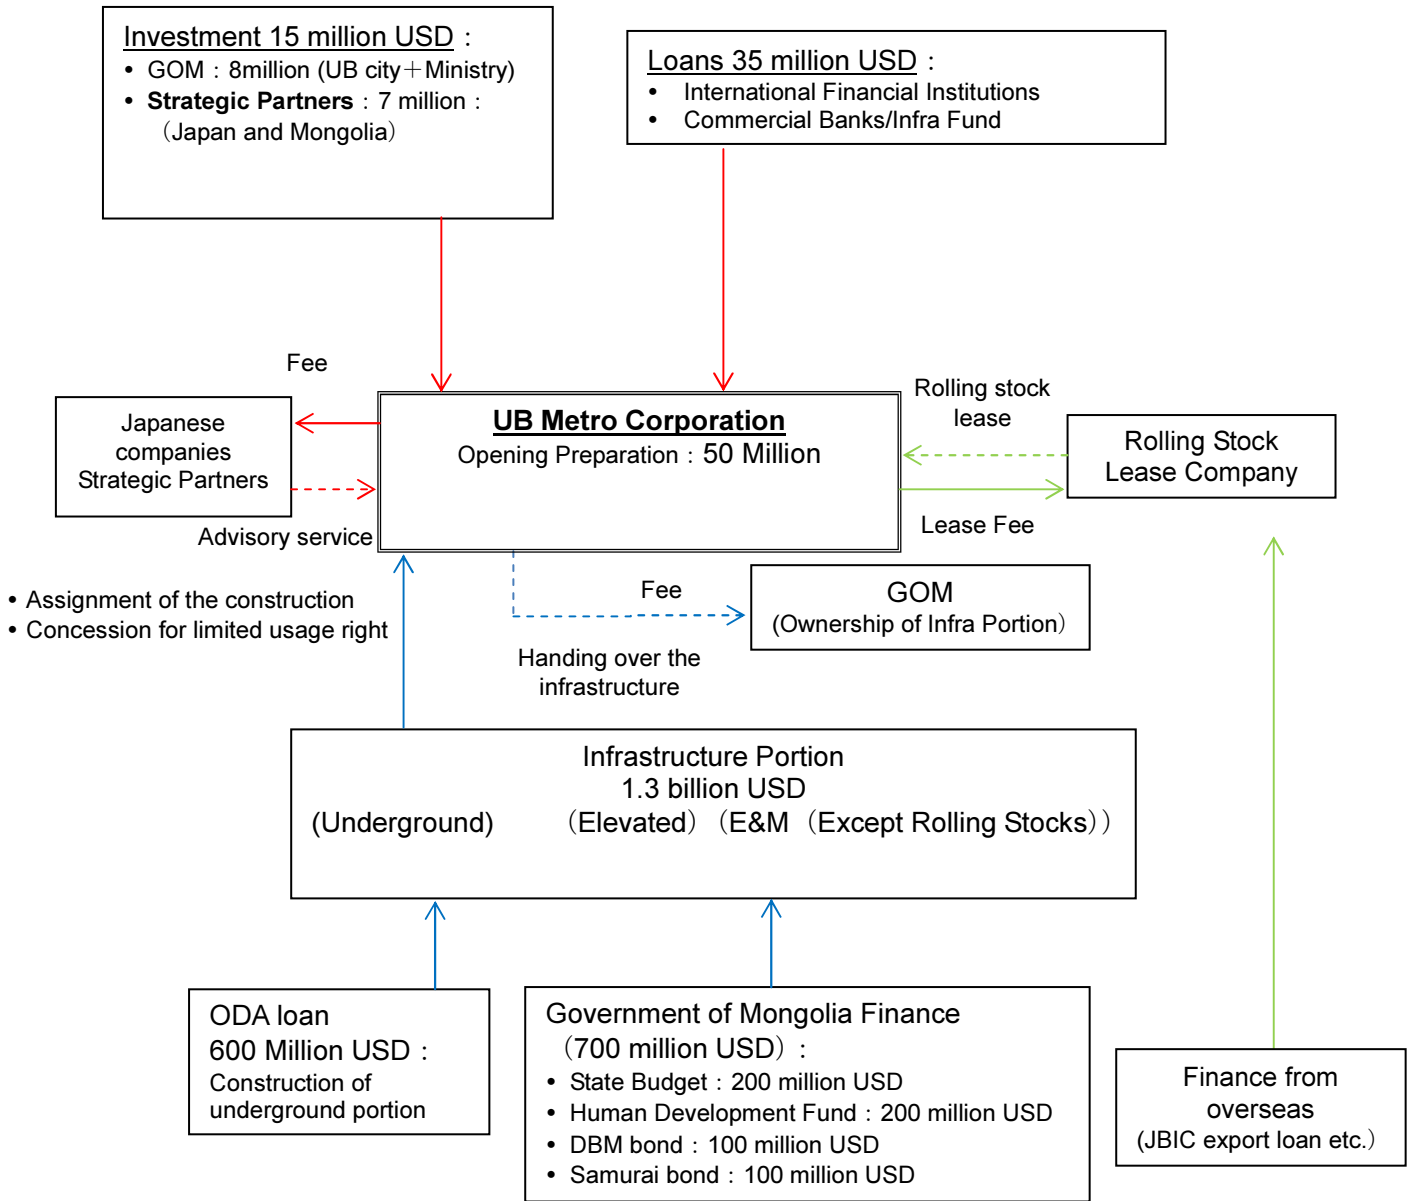 Investment 15 million USD：
• GOM：8million (UB city＋Ministry)
• Strategic Partners：7 million：
（Japan and Mongolia）
Loans 35 million USD：
• International Financial Institutions
• Commercial Banks/Infra Fund
Fee
Japanese
companies
Strategic Partners
Advisory service
UB Metro Corporation
Opening Preparation：50 Million
Rolling stock
lease
Rolling Stock
Lease Company
Lease Fee
• Assignment of the construction
• Concession for limited usage right
Fee
GOM
(Ownership of Infra Portion）
Handing over the
infrastructure
Infrastructure Portion
1.3 billion USD
(Underground) （Elevated）（E&M（Except Rolling Stocks））
ODA loan
600 Million USD：
Construction of
underground portion
Government of Mongolia Finance
（700 million USD）：
• State Budget：200 million USD
• Human Development Fund：200 million USD
• DBM bond：100 million USD
• Samurai bond：100 million USD
Finance from
overseas
(JBIC export loan etc.）